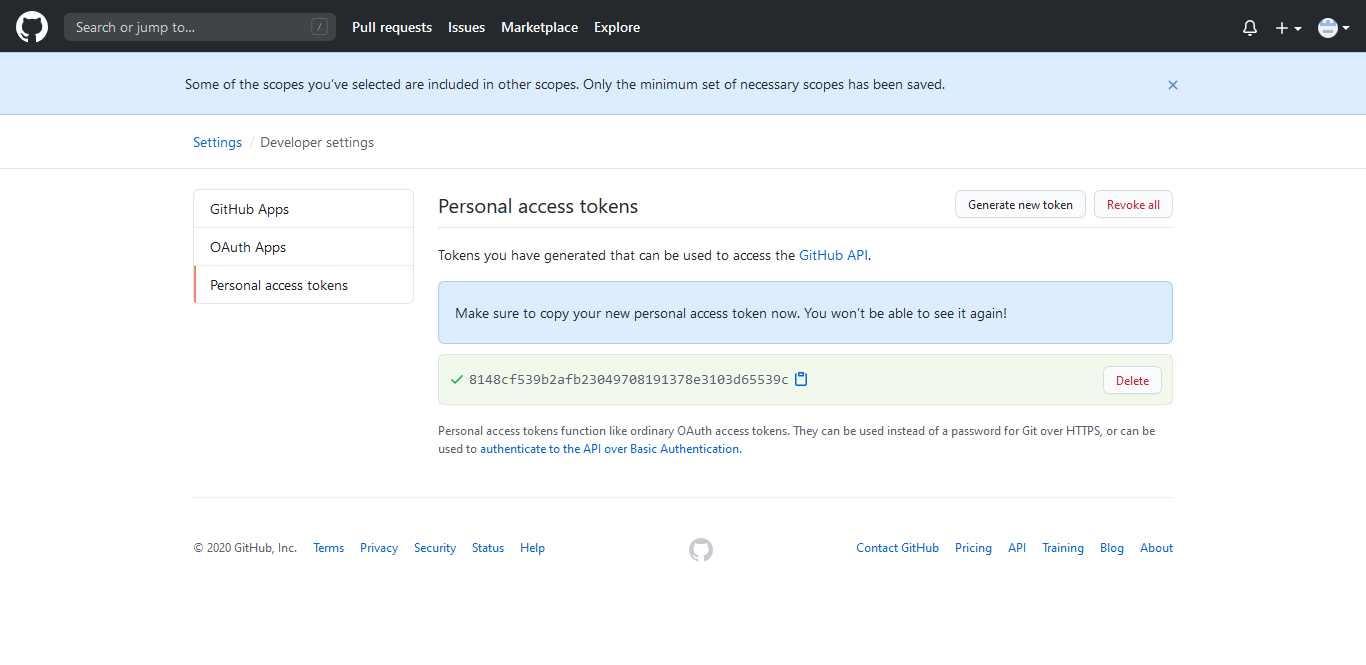 Search or jump to...
/
Pull requests
Issues
Marketplace
Explore
Some of the scopes you've selected are included in other scopes. Only the minimum set of necessary scopes has been saved.
Settings / Developer settings
GitHub Apps
OAuth Apps
Personal access tokens
Personal access tokens
Generate new token
Revoke all
Tokens you have generated that can be used to access the GitHub API.
Make sure to copy your new personal access token now. You won't be able to see it again!
8148cf539b2afb23049708191378e3103d65539c
Delete
Personal access tokens function like ordinary OAuth access tokens. They can be used instead of a password for Git over HTTPS, or can be
used to authenticate to the API over Basic Authentication.
© 2020 GitHub, Inc.
Terms
Privacy
Security
Status
Help
Contact GitHub
Pricing
API
Training
Blog
About